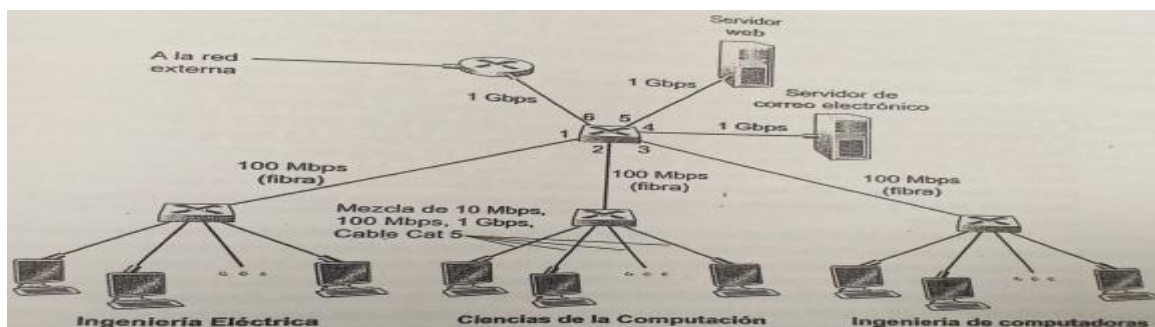 Servidor
web
A la red
externa
1 Gbps
1 Gbps
Servidor de
correo electrónico
6 5
1 4
2 3
1 Gbps
100 Mbps
(fibra)
100 Mbps
(fibra)
100 Mbps
(fibra)
Mezcla de 10 Mbps,
100 Mbps, 1 Gbps,
Cable Cat 5
Ingeniería Eléctrica
Ciencias de la Computación
Ingeniería de computadoras